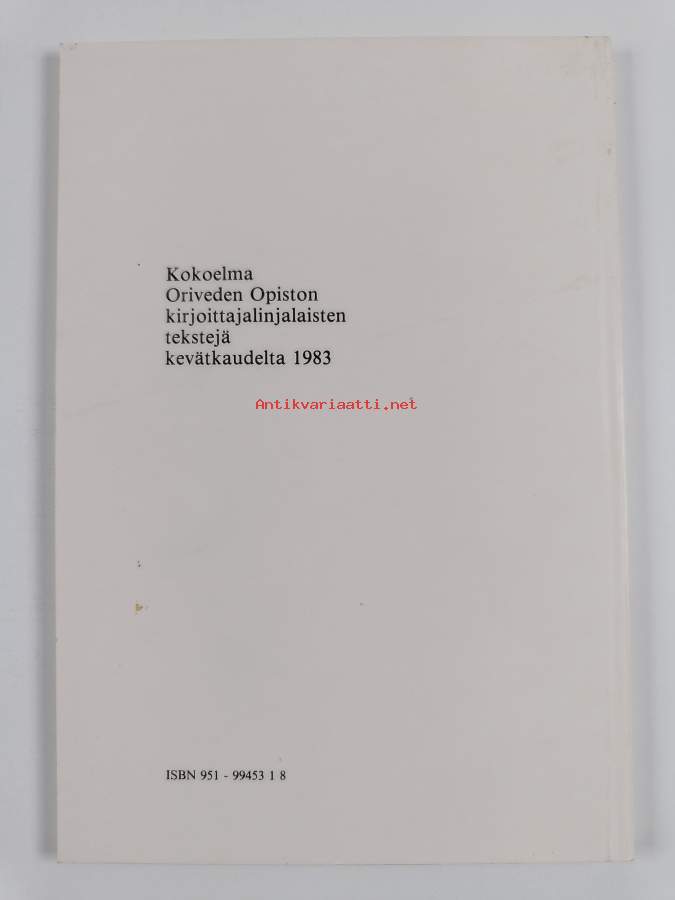 Kokoelma
Oriveden Opiston
kirjoittajalinjalaisten
tekstejä
kevätkaudelta 1983
Antikvariaatti.net
ISBN 951 - 99453 1 8